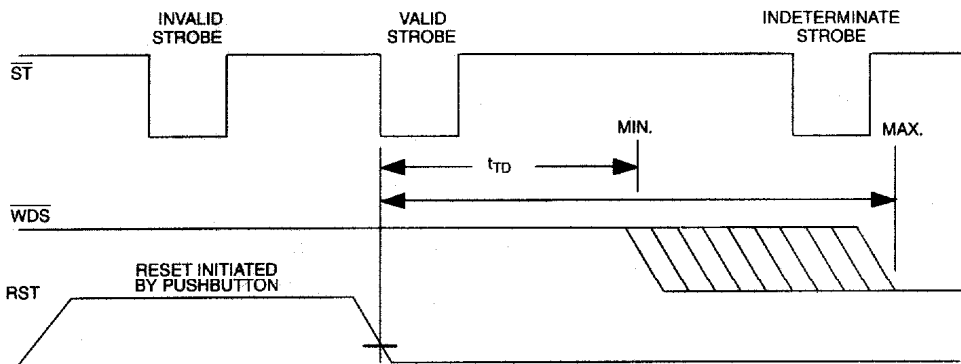 INVALID
STROBE
VALID
STROBE
INDETERMINATE
STROBE
ST
MIN.
MAX.
tTD
WDS
RESET INITIATED
BY PUSHBUTTON
RST